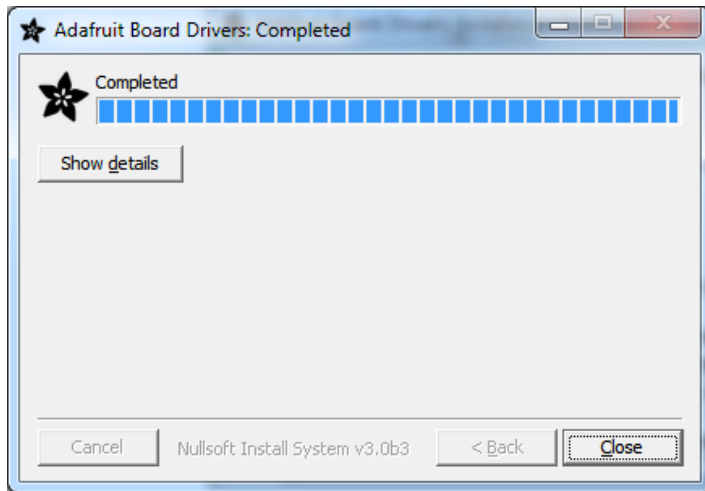 Adafruit Board Drivers: Completed
Completed
Show details
Cancel Nullsoft Install System v3.0b3 < Back Close